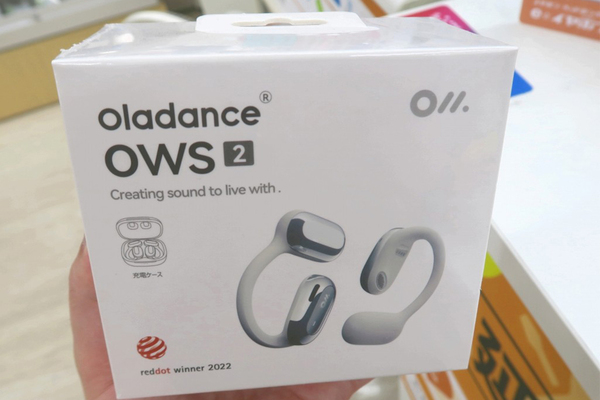 oladance®
OWS 2
Creating sound to live with .
充電ケース
reddot winner 2022